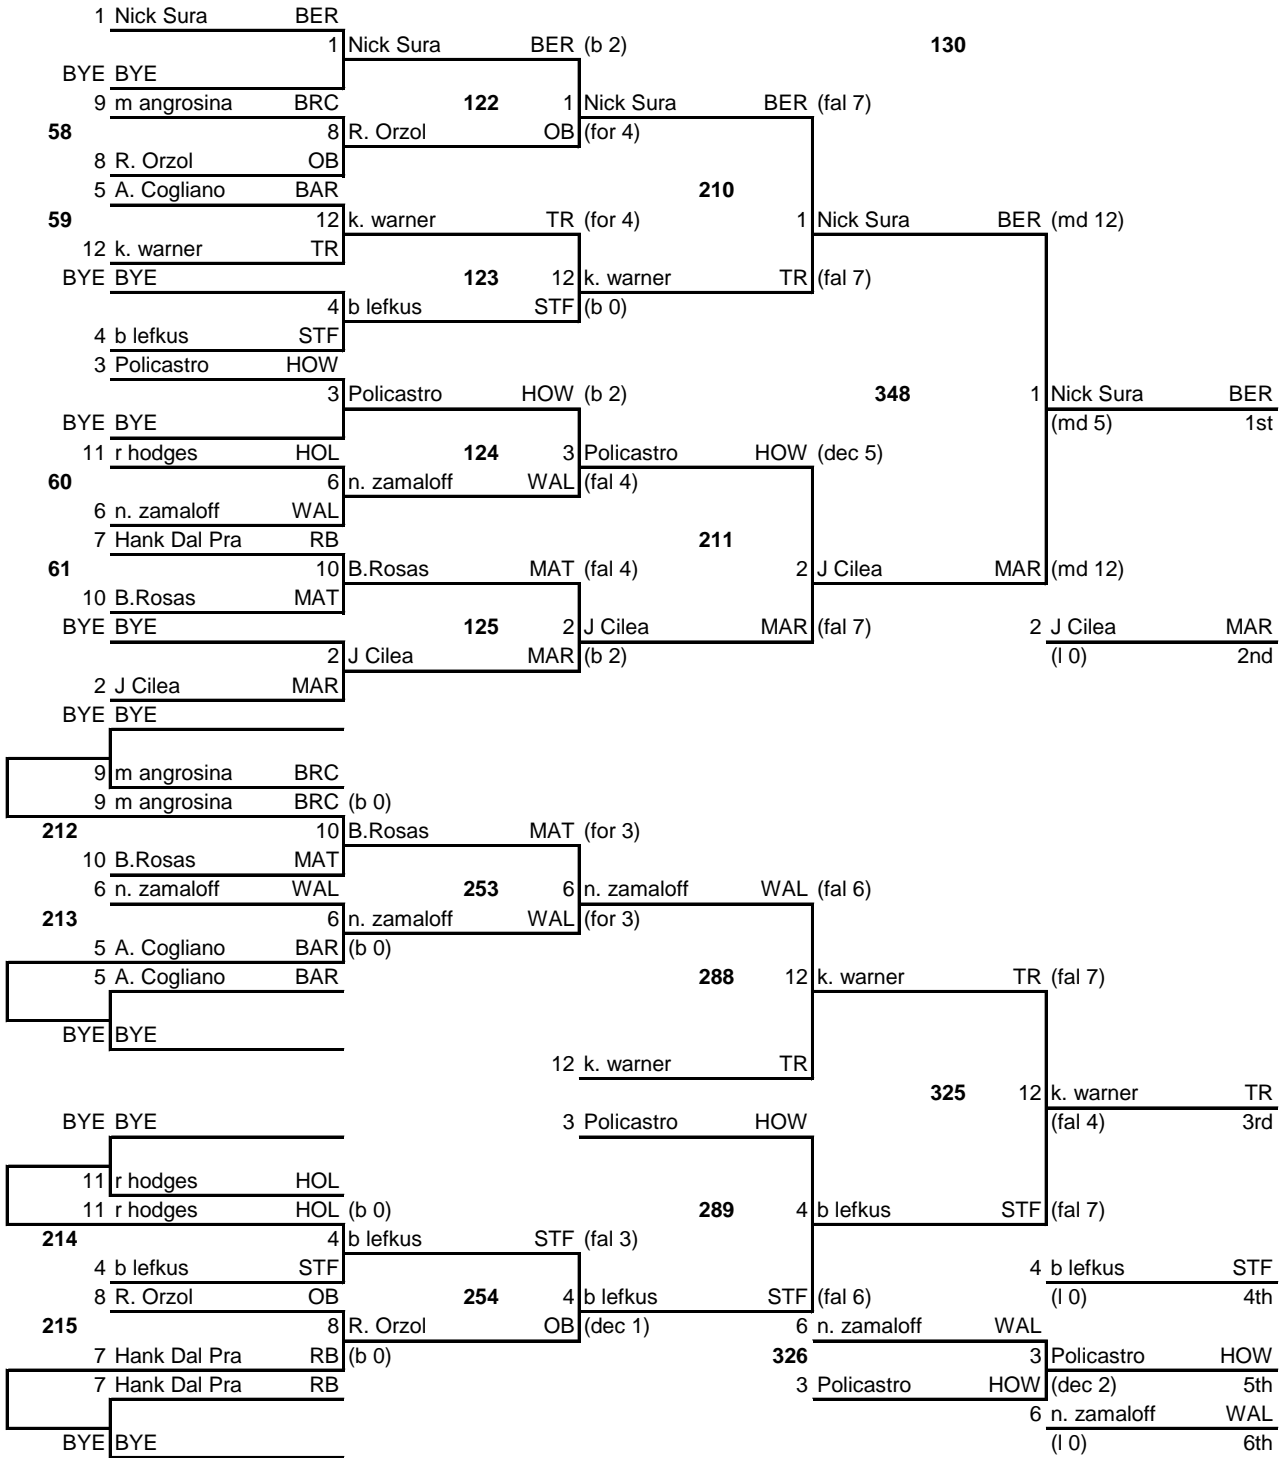 1 Nick Sura BER
1 Nick Sura BER (b 2) 130
BYE BYE
9 m angrosina BRC 122 1 Nick Sura BER (fal 7)
58 8 R. Orzol OB (for 4)
8 R. Orzol OB
5 A. Cogliano BAR 210
59 12 k. warner TR (for 4) 1 Nick Sura BER (md 12)
12 k. warner TR
BYE BYE 123 12 k. warner TR (fal 7)
4 b lefkus STF (b 0)
4 b lefkus STF
3 Policastro HOW
3 Policastro HOW (b 2) 348 1 Nick Sura BER
BYE BYE (md 5) 1st
11 r hodges HOL 124 3 Policastro HOW (dec 5)
60 6 n. zamaloff WAL (fal 4)
6 n. zamaloff WAL
7 Hank Dal Pra RB 211
61 10 B.Rosas MAT (fal 4) 2 J Cilea MAR (md 12)
10 B.Rosas MAT
BYE BYE 125 2 J Cilea MAR (fal 7) 2 J Cilea MAR
2 J Cilea MAR (b 2) (l 0) 2nd
2 J Cilea MAR
BYE BYE
9 m angrosina BRC
9 m angrosina BRC (b 0)
212 10 B.Rosas MAT (for 3)
10 B.Rosas MAT
6 n. zamaloff WAL 253 6 n. zamaloff WAL (fal 6)
213 6 n. zamaloff WAL (for 3)
5 A. Cogliano BAR (b 0)
5 A. Cogliano BAR 288 12 k. warner TR (fal 7)
BYE BYE
12 k. warner TR
325 12 k. warner TR
BYE BYE 3 Policastro HOW (fal 4) 3rd
11 r hodges HOL
11 r hodges HOL (b 0) 289 4 b lefkus STF (fal 7)
214 4 b lefkus STF (fal 3)
4 b lefkus STF 4 b lefkus STF
8 R. Orzol OB 254 4 b lefkus STF (fal 6) (l 0) 4th
215 8 R. Orzol OB (dec 1) 6 n. zamaloff WAL
7 Hank Dal Pra RB (b 0) 326 3 Policastro HOW
7 Hank Dal Pra RB 3 Policastro HOW (dec 2) 5th
6 n. zamaloff WAL
BYE BYE (l 0) 6th